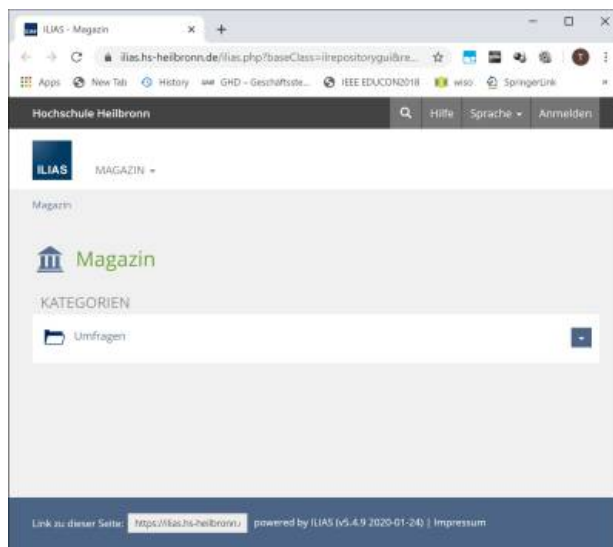 ILIAS - Magazin
ilias.hs-heilbronn.de/ilias.php?baseClass=ilrepositorygui&re...
Apps New Tab History GHD – Geschäftsste... IEEE EDUCON2018 wiso SpringerLink »
Hochschule Heilbronn Hilfe Sprache Anmelden
ILIAS MAGAZIN
Magazin
Magazin
KATEGORIEN
Umfragen
Link zu dieser Seite: https://ilias.hs-heilbronn. powered by ILIAS (v5.4.9 2020-01-24) | Impressum